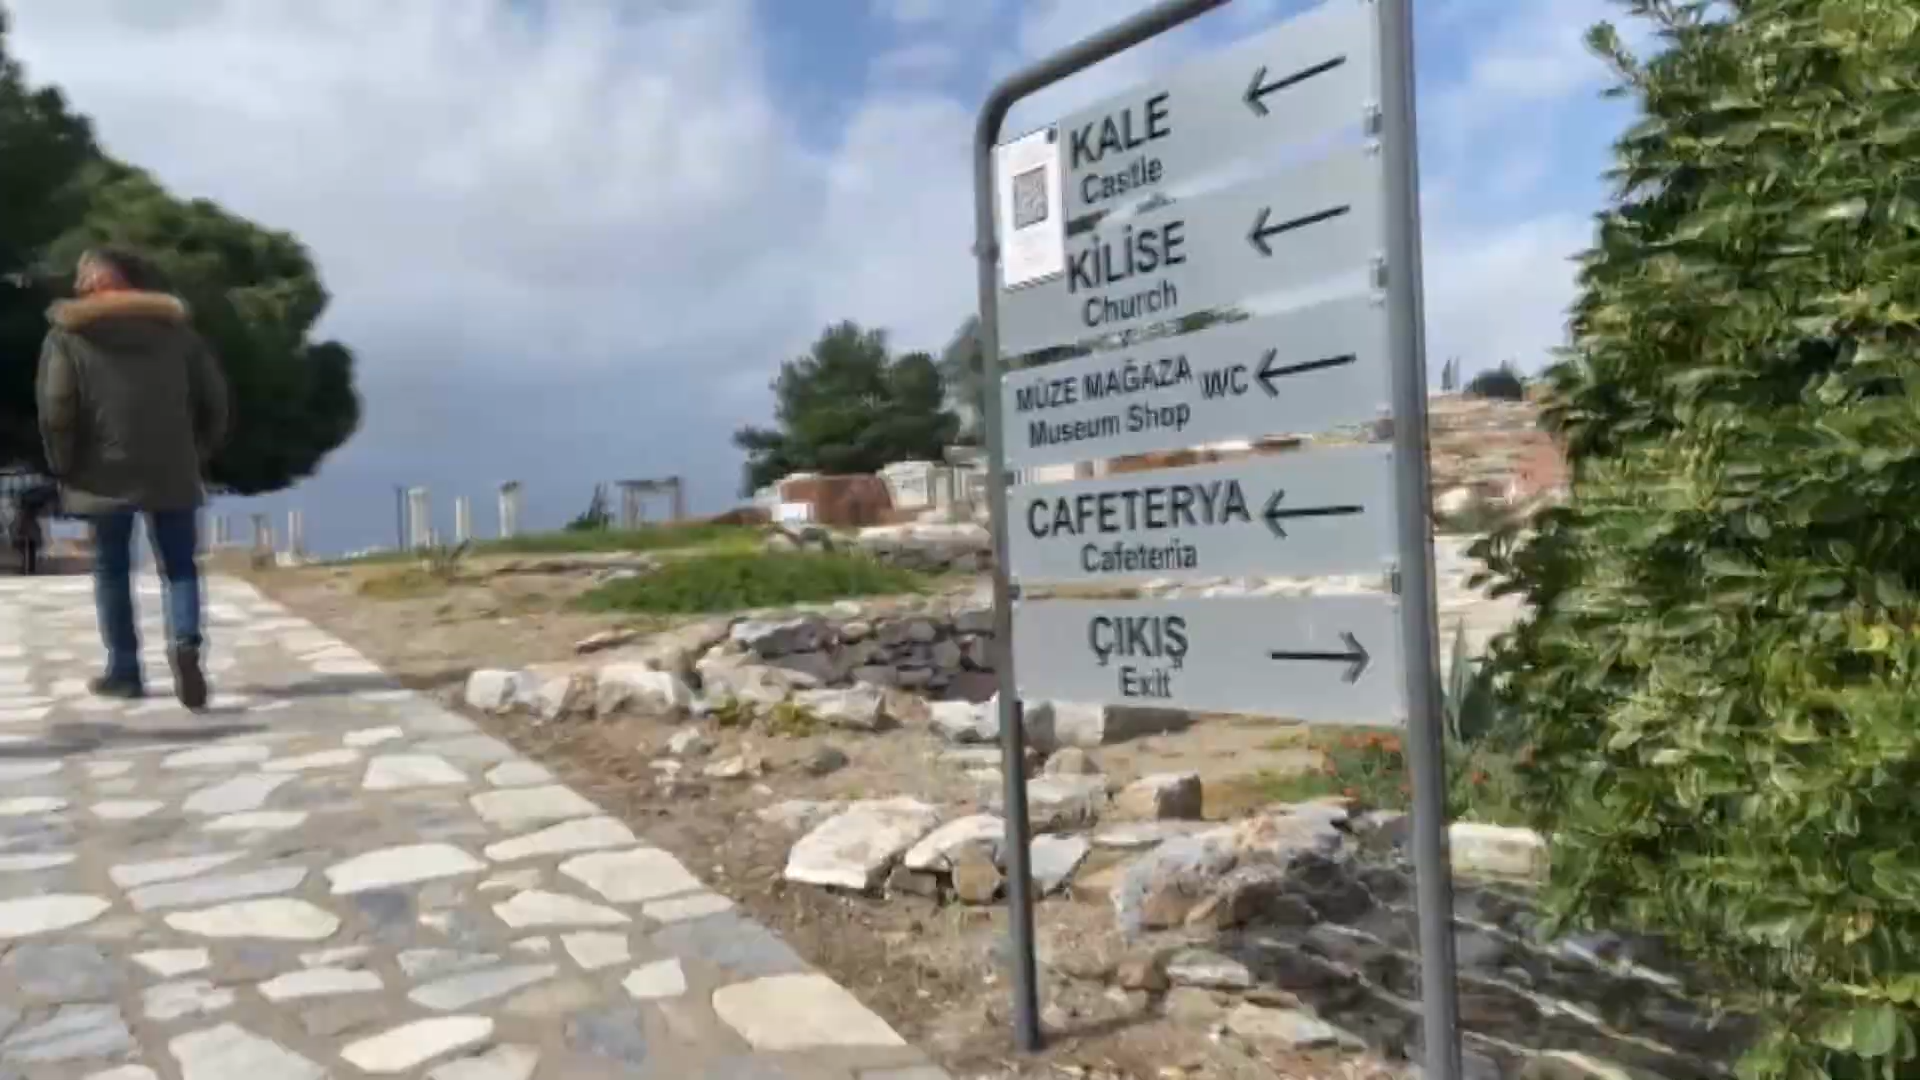 KALE
Castle
KİLİSE
Church
MÜZE MAĞAZA WC
Museum Shop
CAFETERYA
Cafeteria
ÇIKIŞ
Exit